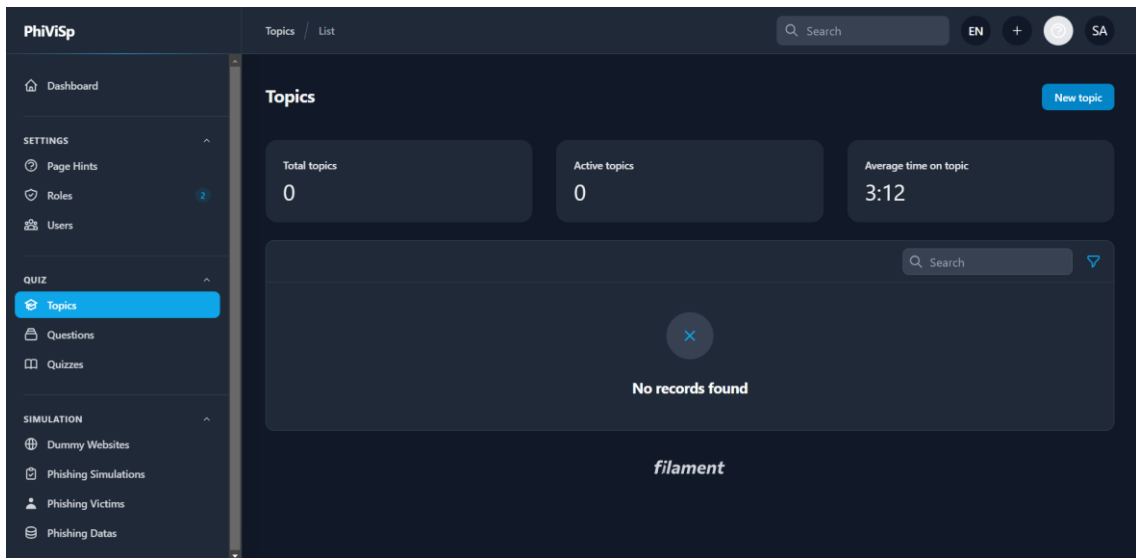 PhiViSp
Topics / List
Search
EN
+
SA
Dashboard
SETTINGS
Page Hints
Roles 2
Users
QUIZ
Topics
Questions
Quizzes
SIMULATION
Dummy Websites
Phishing Simulations
Phishing Victims
Phishing Datas
Topics
New topic
Total topics
0
Active topics
0
Average time on topic
3:12
Search
No records found
filament